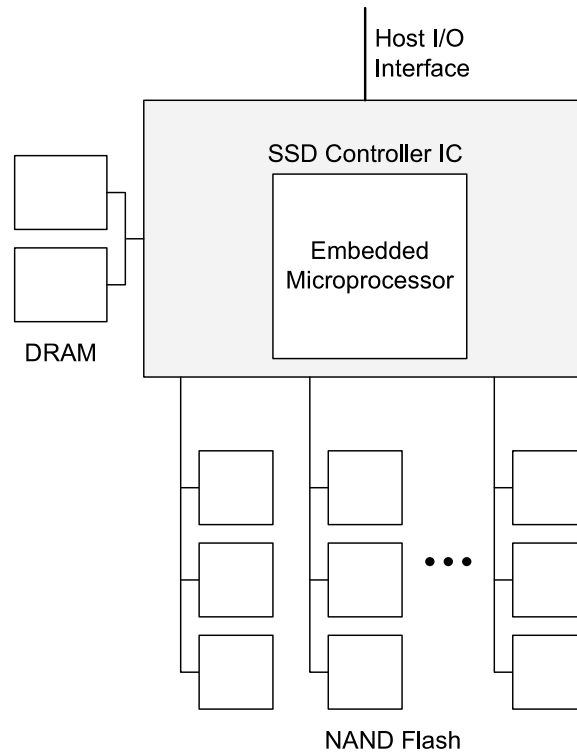 Host I/O
Interface
SSD Controller IC
Embedded
Microprocessor
DRAM
NAND Flash